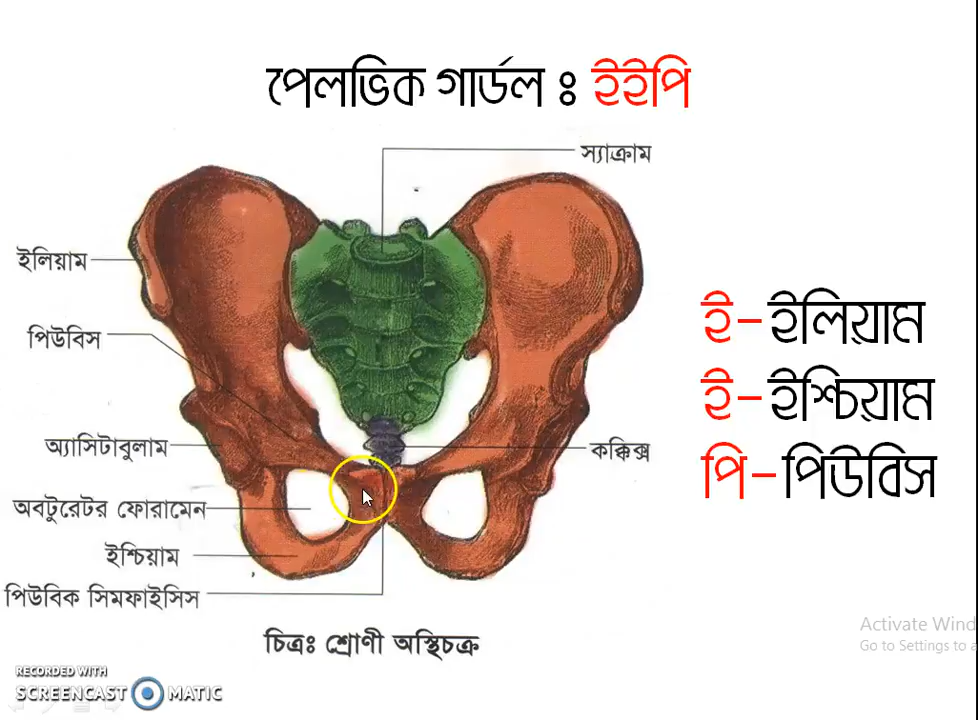 পেলভিক গার্ডল ঃ ইইপি
স্যাক্রাম
ইলিয়াম
পিউবিস
অ্যাসিটাবুলাম
কক্কিক্স
অবটুরেটর ফোরামেন
ইশ্চিয়াম
পিউবিক সিমফাইসিস
চিত্রঃ শ্রোণী অস্থিচক্র
ই-ইলিয়াম
ই-ইশ্চিয়াম
পি-পিউবিস
Activate Wind
Go to Settings to a
RECORDED WITH
SCREENCAST MATIC